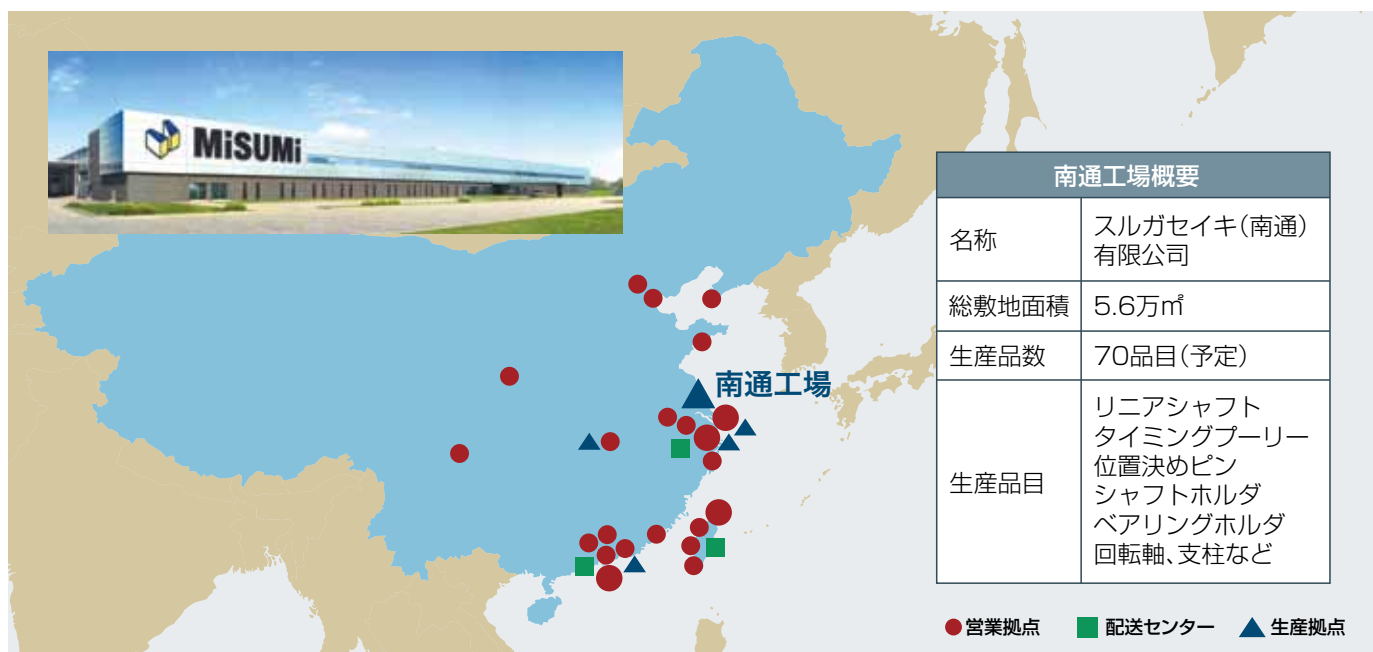 MiSUMi
南通工場
南通工場概要
名称
スルガセイキ(南通)
有限公司
総敷地面積
5.6万㎡
生産品数
70品目(予定)
生産品目
リニアシャフト
タイミングプーリー
位置決めピン
シャフトホルダ
ベアリングホルダ
回転軸、支柱など
営業拠点
配送センター
生産拠点